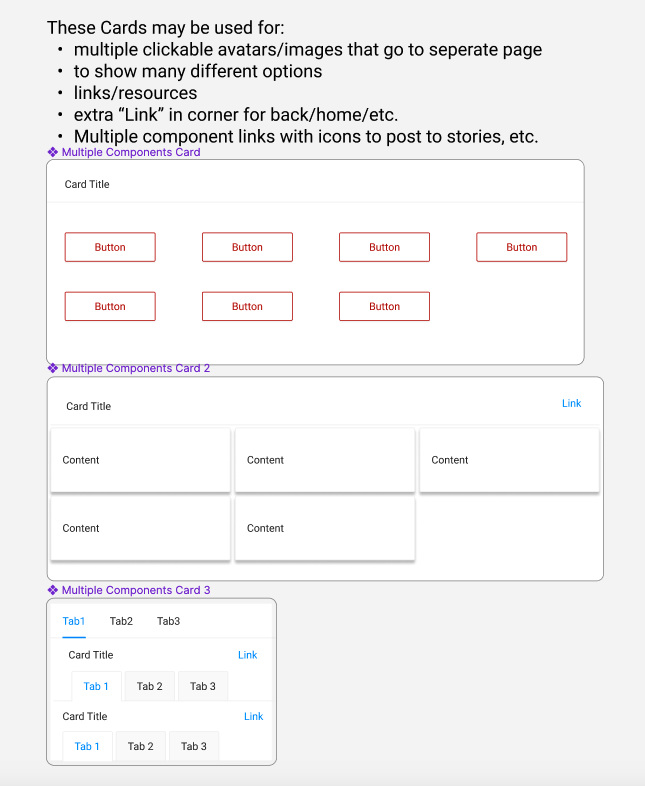 These Cards may be used for:
• multiple clickable avatars/images that go to seperate page
• to show many different options
• links/resources
• extra “Link” in corner for back/home/etc.
• Multiple component links with icons to post to stories, etc.
Multiple Components Card
Card Title
Button Button Button Button
Button Button Button
Multiple Components Card 2
Card Title Link
Content Content Content
Content Content
Multiple Components Card 3
Tab1 Tab2 Tab3
Card Title Link
Tab 1 Tab 2 Tab 3
Card Title Link
Tab 1 Tab 2 Tab 3